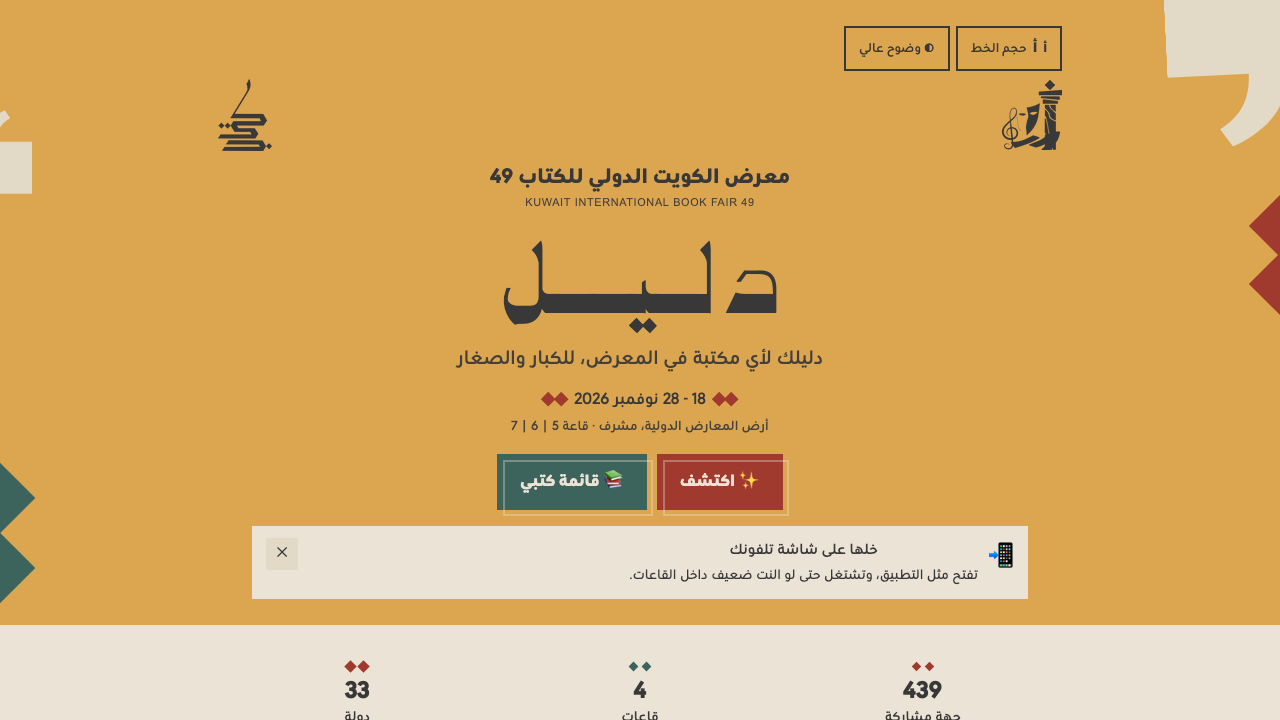 أ أ حجم الخط
وضوح عالي
معرض الكويت الدولي للكتاب 49
KUWAIT INTERNATIONAL BOOK FAIR 49
دليل
دليلك لأي مكتبة في المعرض، للكبار والصغار
18 - 28 نوفمبر 2026
أرض المعارض الدولية، مشرف · قاعة 5 | 6 | 7
اكتشف
قائمة كتبي
خلها على شاشة تلفونك
تفتح مثل التطبيق، وتشتغل حتى لو النت ضعيف داخل القاعات.
439
جهة مشاركة
4
قاعات
33
دولة